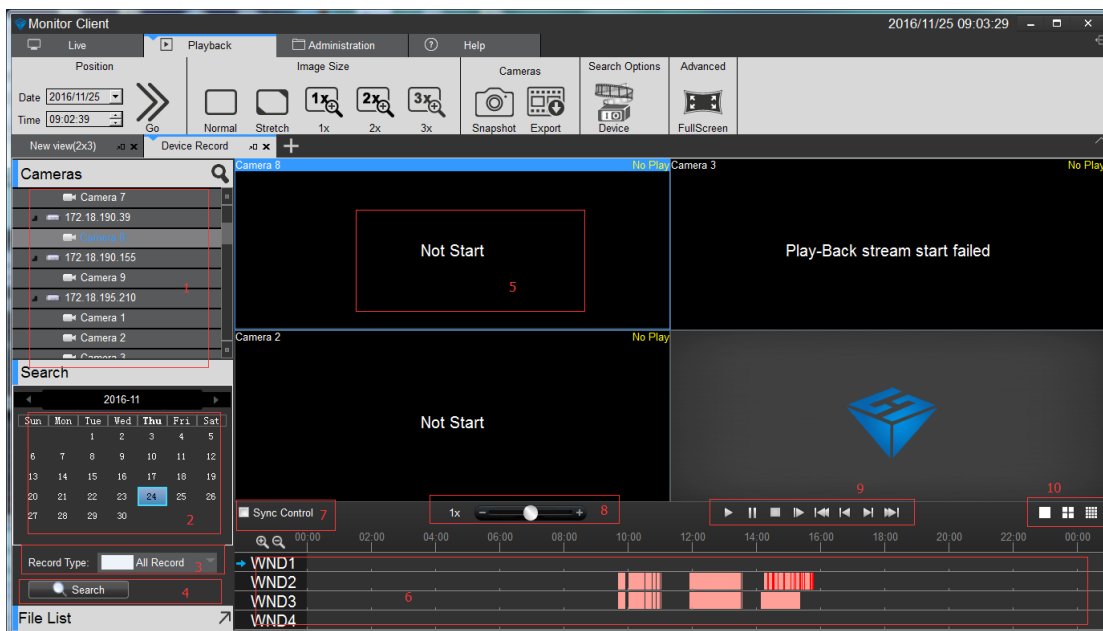 Monitor Client
2016/11/25 09:03:29
Live
Playback
Administration
Help
Position
Image Size
Cameras
Search Options
Advanced
Date 2016/11/25
Time 09:02:39
Go
Normal
Stretch
1x
1x
2x
2x
3x
3x
Snapshot
Export
Device
FullScreen
New view(2x3)
Device Record
Cameras
Camera 7
172.18.190.39
Camera 8
172.18.190.155
Camera 9
172.18.195.210
Camera 1
Camera 2
Camera 3
1
Camera 8 No Play
Not Start
5
Camera 3 No Play
Play-Back stream start failed
Camera 2 No Play
Not Start
Search
2016-11
Sun Mon Tue Wed Thu Fri Sat
1 2 3 4 5
6 7 8 9 10 11 12
13 14 15 16 17 18 19
20 21 22 23 24 25 26
27 28 29 30
2
Record Type: All Record
3
Search
4
File List
Sync Control 7
1x 8
9
10
00:00 02:00 04:00 06:00 08:00 10:00 12:00 14:00 16:00 18:00 20:00 22:00 00:00
WND1
WND2
WND3
WND4
6